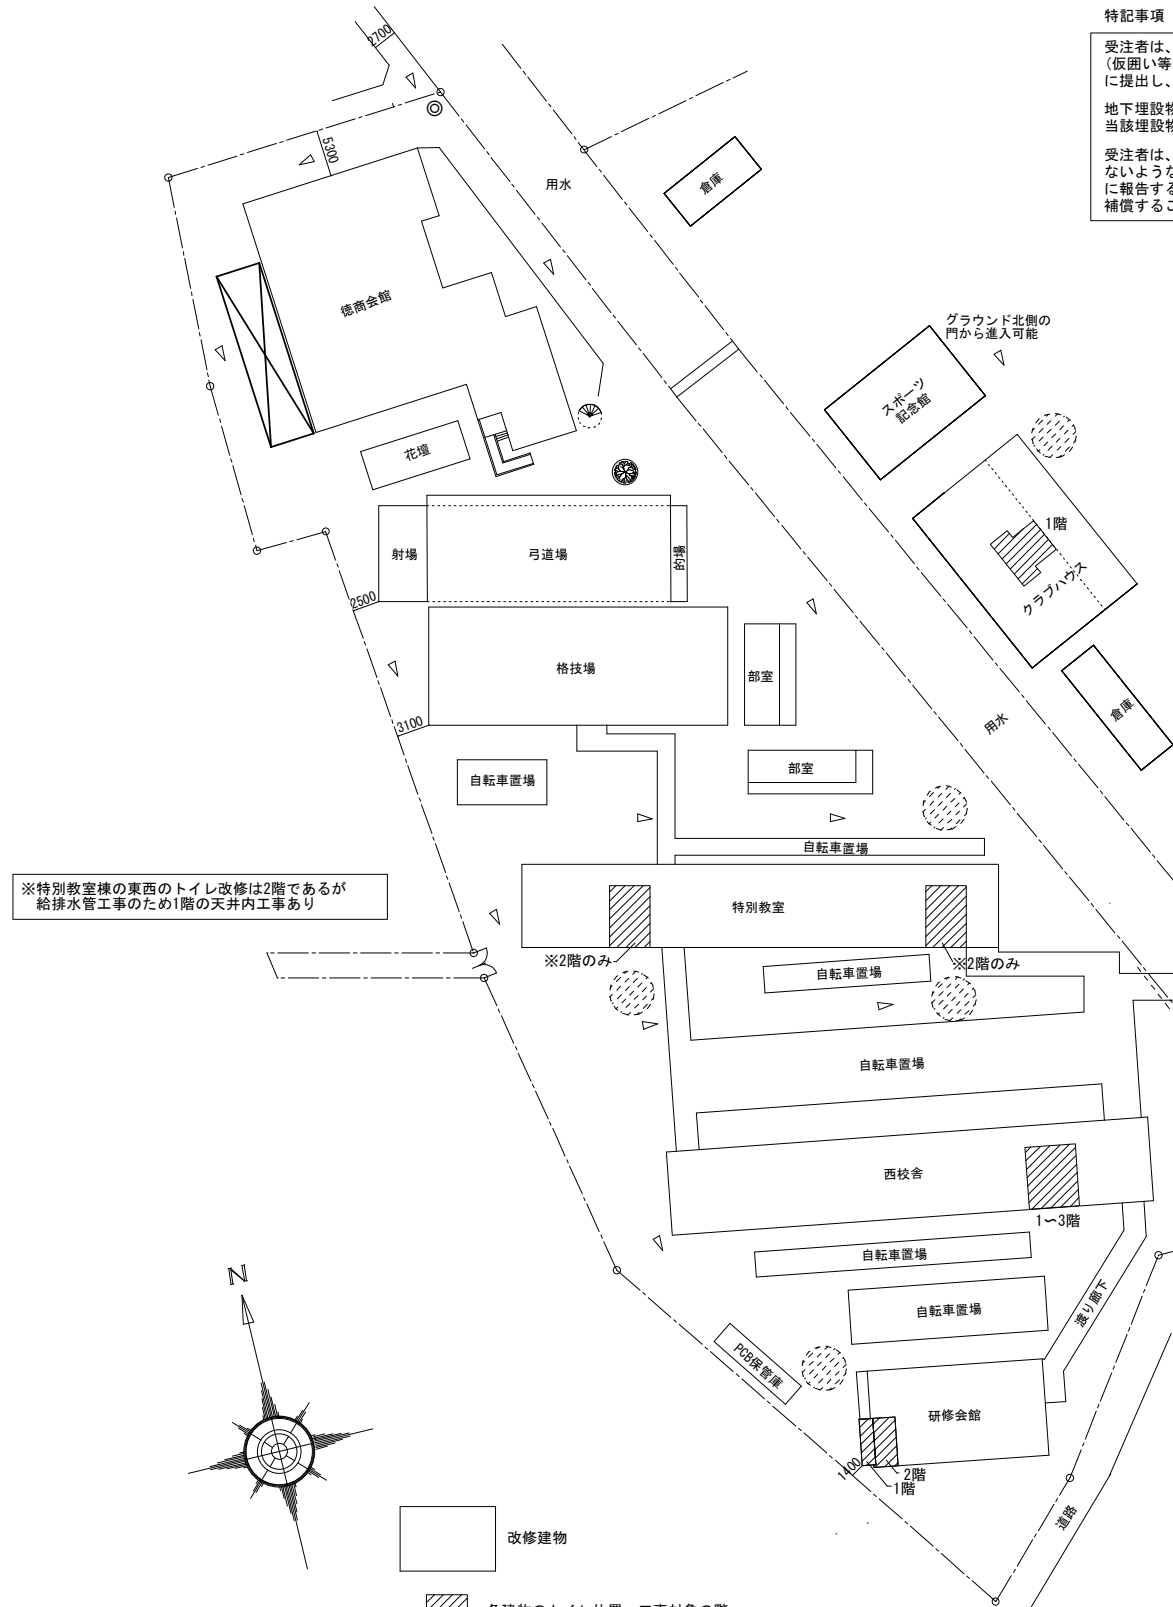 特記事項
受注者は、
(仮囲い等
に提出し、
地下埋設物
当該埋設物
受注者は、
ないような
に報告する
補償するこ
2700
5300
用水
倉庫
徳商会館
グラウンド北側の
門から進入可能
スポーツ
記念館
花壇
1階
クラブハウス
射場
弓道場
的場
2500
格技場
部室
倉庫
用水
3100
自転車置場
部室
自転車置場
※特別教室棟の東西のトイレ改修は2階であるが
給排水管工事のため1階の天井内工事あり
特別教室
※2階のみ
※2階のみ
自転車置場
自転車置場
西校舎
1〜3階
自転車置場
自転車置場
渡り廊下
PCB保管庫
研修会館
1400
2階
1階
道路
N
改修建物